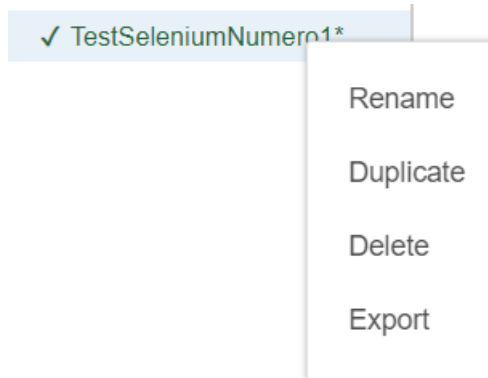 ✓ TestSeleniumNumero1*
Rename
Duplicate
Delete
Export